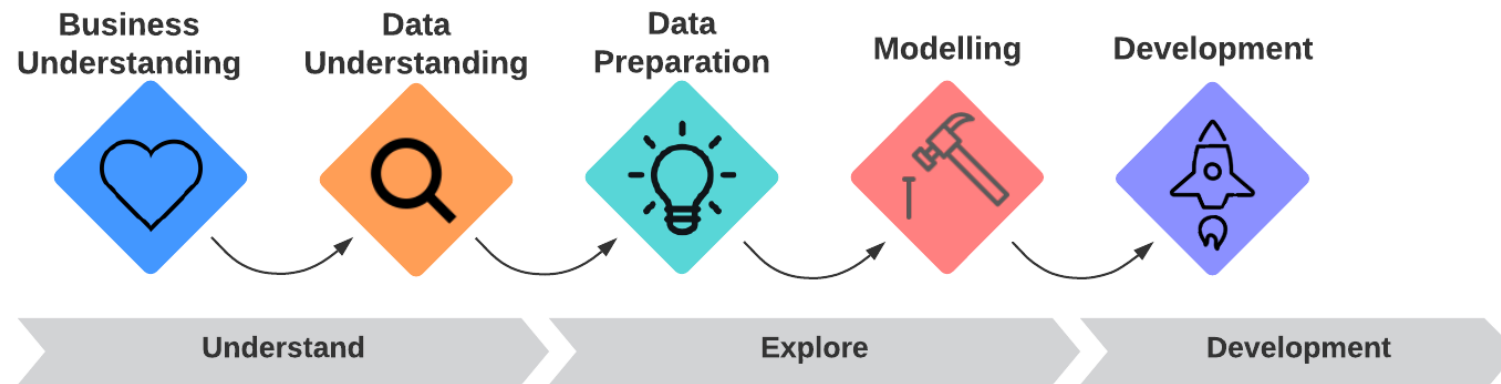 Business
Understanding
Data
Understanding
Data
Preparation
Modelling
Development
Understand
Explore
Development